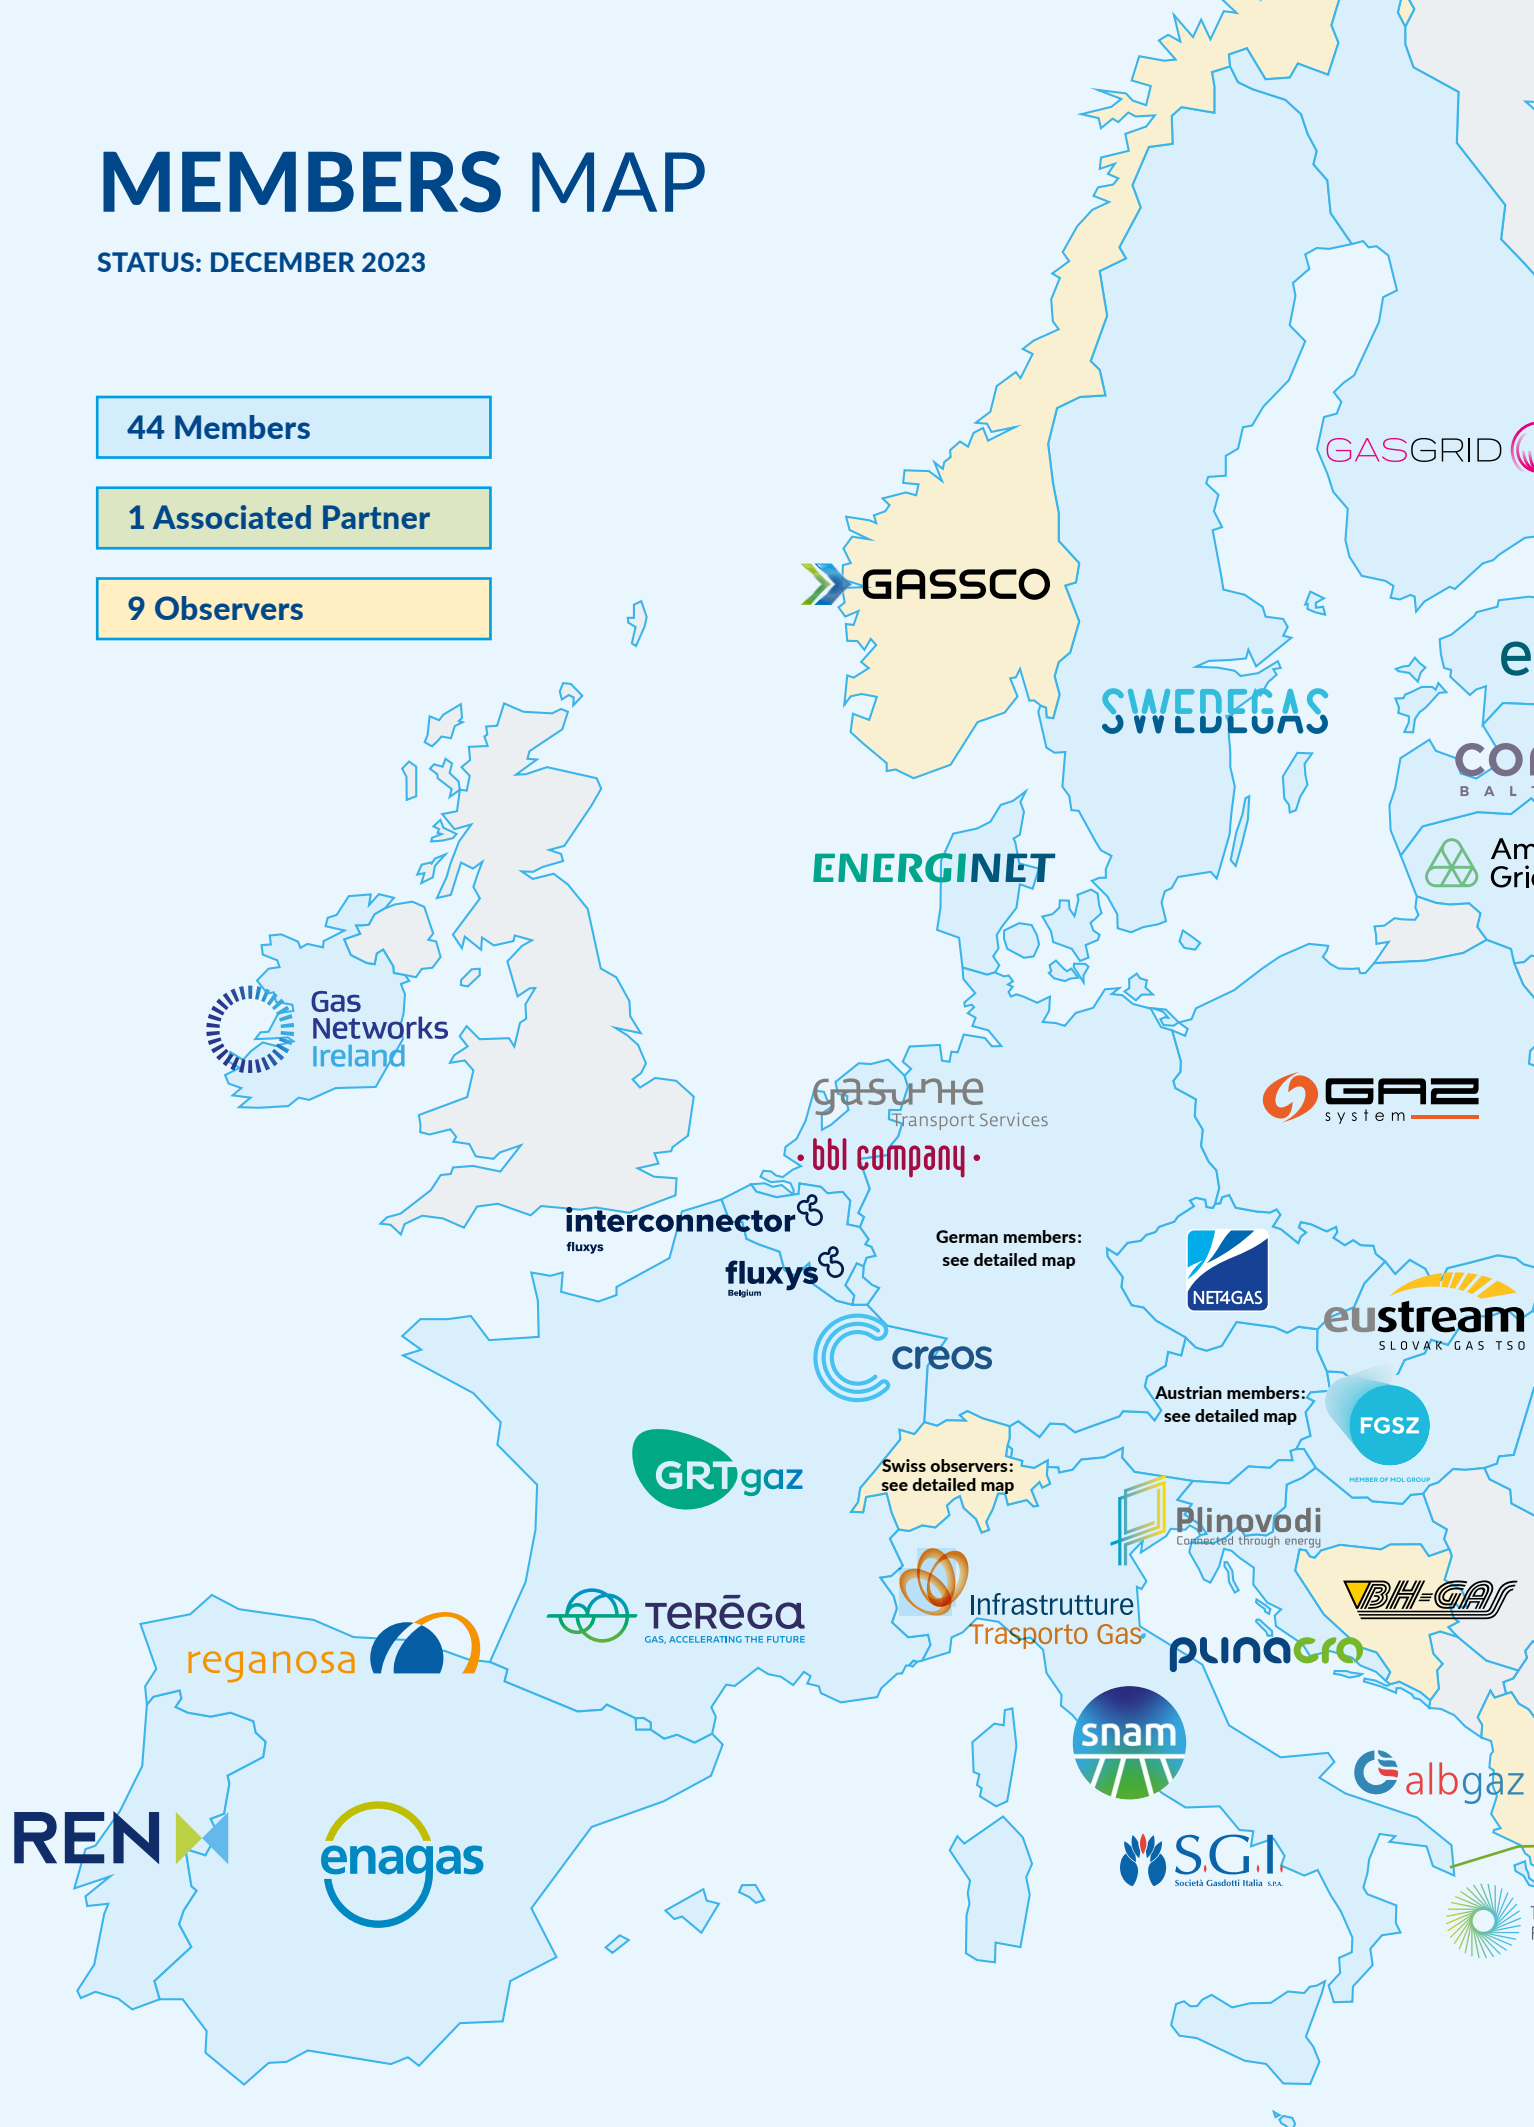 MEMBERS MAP
STATUS: DECEMBER 2023
44 Members
1 Associated Partner
9 Observers
GASGRID
GASSCO
SWEDEGAS
BALT
ENERGINET
Gas
Networks
Ireland
gasunie
Transport Services
bbl company
GAZ
system
interconnector
fluxys
fluxys
Belgium
German members:
see detailed map
NET4GAS
eustream
SLOVAK GAS TSO
creos
Austrian members:
see detailed map
FGSZ
MEMBER OF MOL GROUP
GRTgaz
Swiss observers:
see detailed map
Plinovodi
Connected through energy
Infrastrutture
Trasporto Gas
BH-GAS
TERĒGA
GAS, ACCELERATING THE FUTURE
reganosa
plinacro
snam
albgaz
REN
enagas
S.G.I.
Società Gasdotti Italia S.P.A.